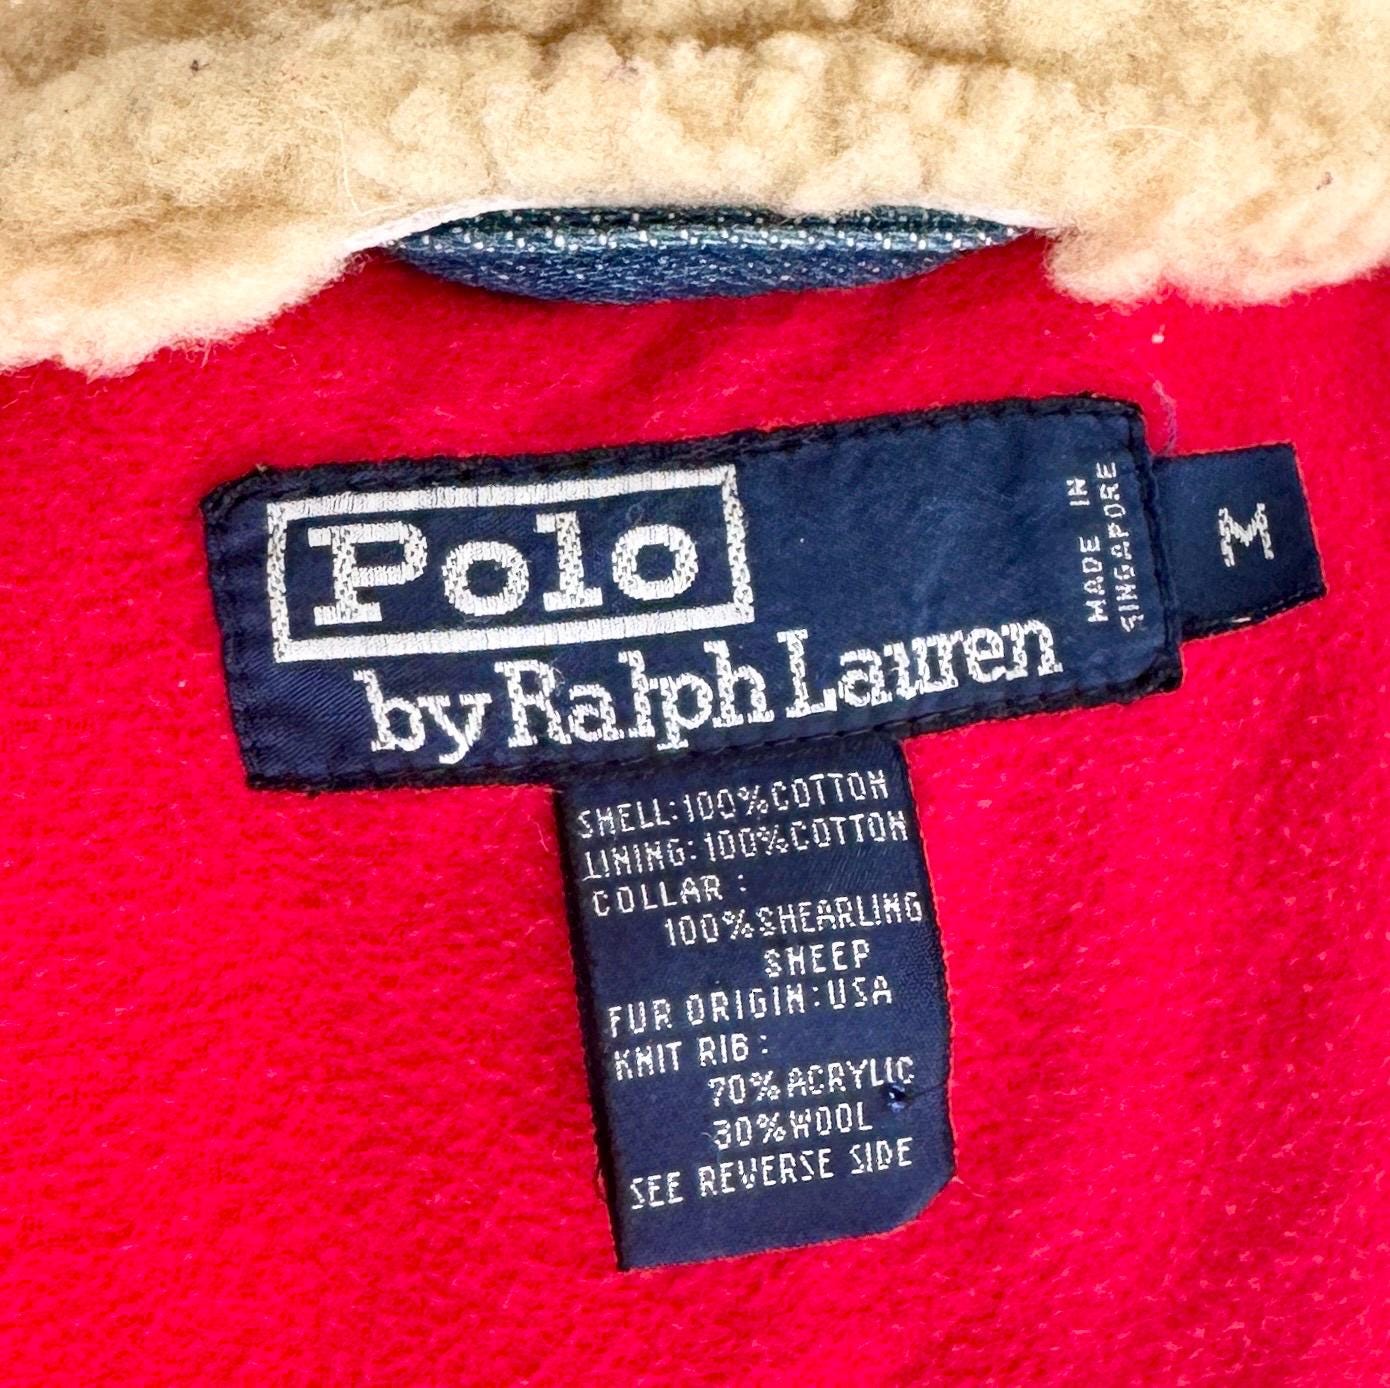 Polo
by Ralph Lauren
MADE IN
SINGAPORE
M
SHELL:100%COTTON
LINING:100%COTTON
COLLAR:
100%SHEARLING
SHEEP
FUR ORIGIN:USA
KNIT RIB:
70%ACRYLIC
30%WOOL
SEE REVERSE SIDE